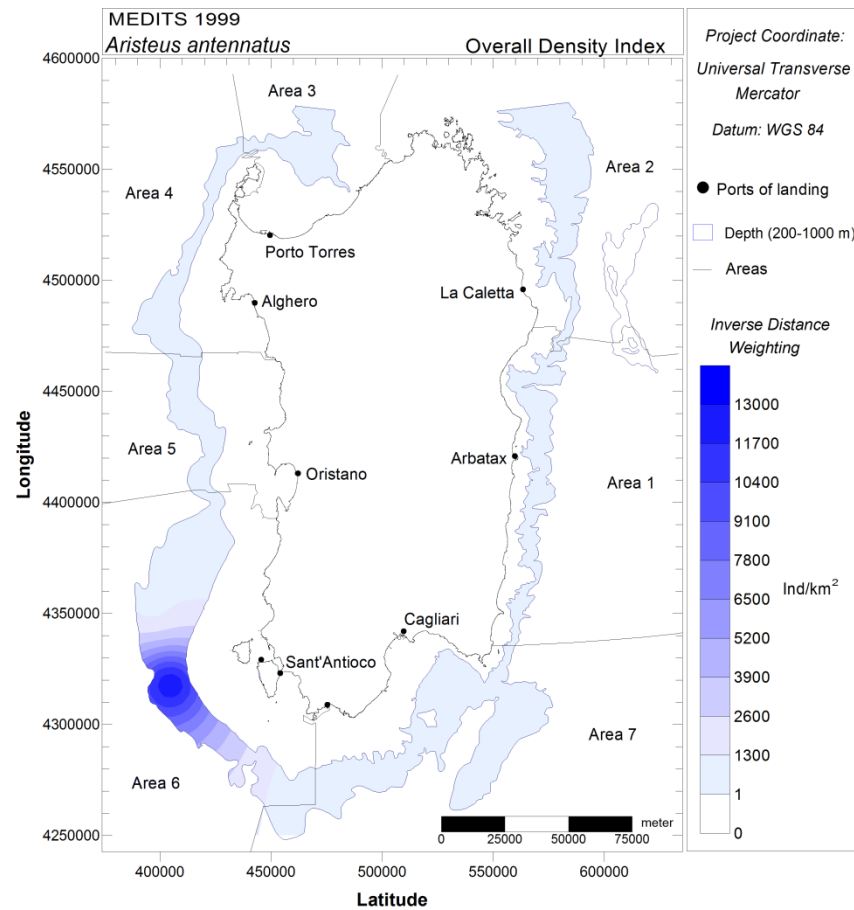 MEDITS 1999
Aristeus antennatus
Overall Density Index
4600000
4550000
4500000
4450000
4400000
4350000
4300000
4250000
Longitude
400000
450000
500000
550000
600000
Latitude
Area 3
Area 2
Area 4
Porto Torres
La Caletta
Alghero
Area 5
Oristano
Arbatax
Area 1
Cagliari
Sant'Antioco
Area 6
Area 7
meter
0
25000
50000
75000
Project Coordinate:
Universal Transverse
Mercator
Datum: WGS 84
Ports of landing
Depth (200-1000 m)
Areas
Inverse Distance
Weighting
13000
11700
10400
9100
7800
6500
5200
3900
2600
1300
1
0
Ind/km²